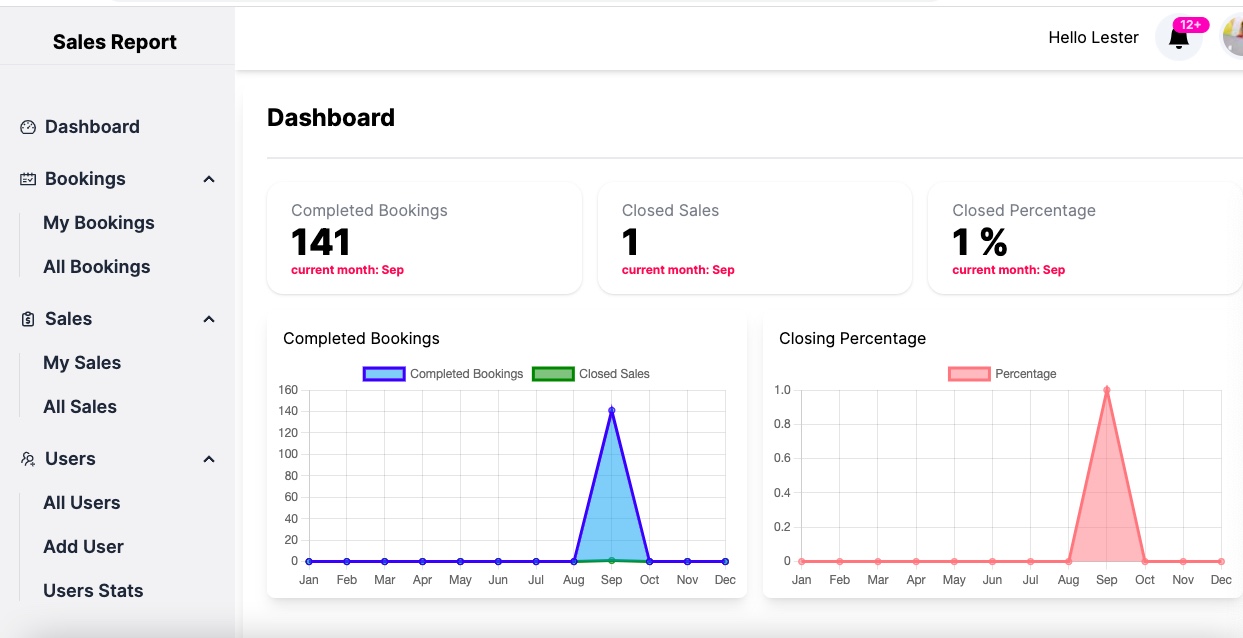 Sales Report
Hello Lester
12+
Dashboard
Bookings
My Bookings
All Bookings
Sales
My Sales
All Sales
Users
All Users
Add User
Users Stats
Dashboard
Completed Bookings
141
current month: Sep
Closed Sales
1
current month: Sep
Closed Percentage
1 %
current month: Sep
Completed Bookings
Completed Bookings Closed Sales
160
140
120
100
80
60
40
20
0
Jan Feb Mar Apr May Jun Jul Aug Sep Oct Nov Dec
Closing Percentage
Percentage
1.0
0.8
0.6
0.4
0.2
0
Jan Feb Mar Apr May Jun Jul Aug Sep Oct Nov Dec